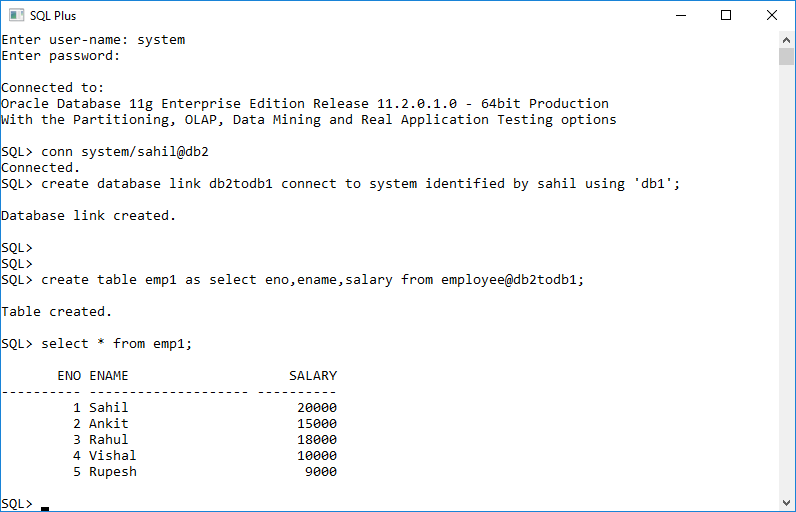 SQL Plus
Enter user-name: system
Enter password:
Connected to:
Oracle Database 11g Enterprise Edition Release 11.2.0.1.0 - 64bit Production
With the Partitioning, OLAP, Data Mining and Real Application Testing options
SQL> conn system/sahil@db2
Connected.
SQL> create database link db2todb1 connect to system identified by sahil using 'db1';
Database link created.
SQL>
SQL>
SQL> create table emp1 as select eno,ename,salary from employee@db2todb1;
Table created.
SQL> select * from emp1;
       ENO ENAME                    SALARY
---------- -------------------- ----------
         1 Sahil                     20000
         2 Ankit                     15000
         3 Rahul                     18000
         4 Vishal                    10000
         5 Rupesh                     9000
SQL>